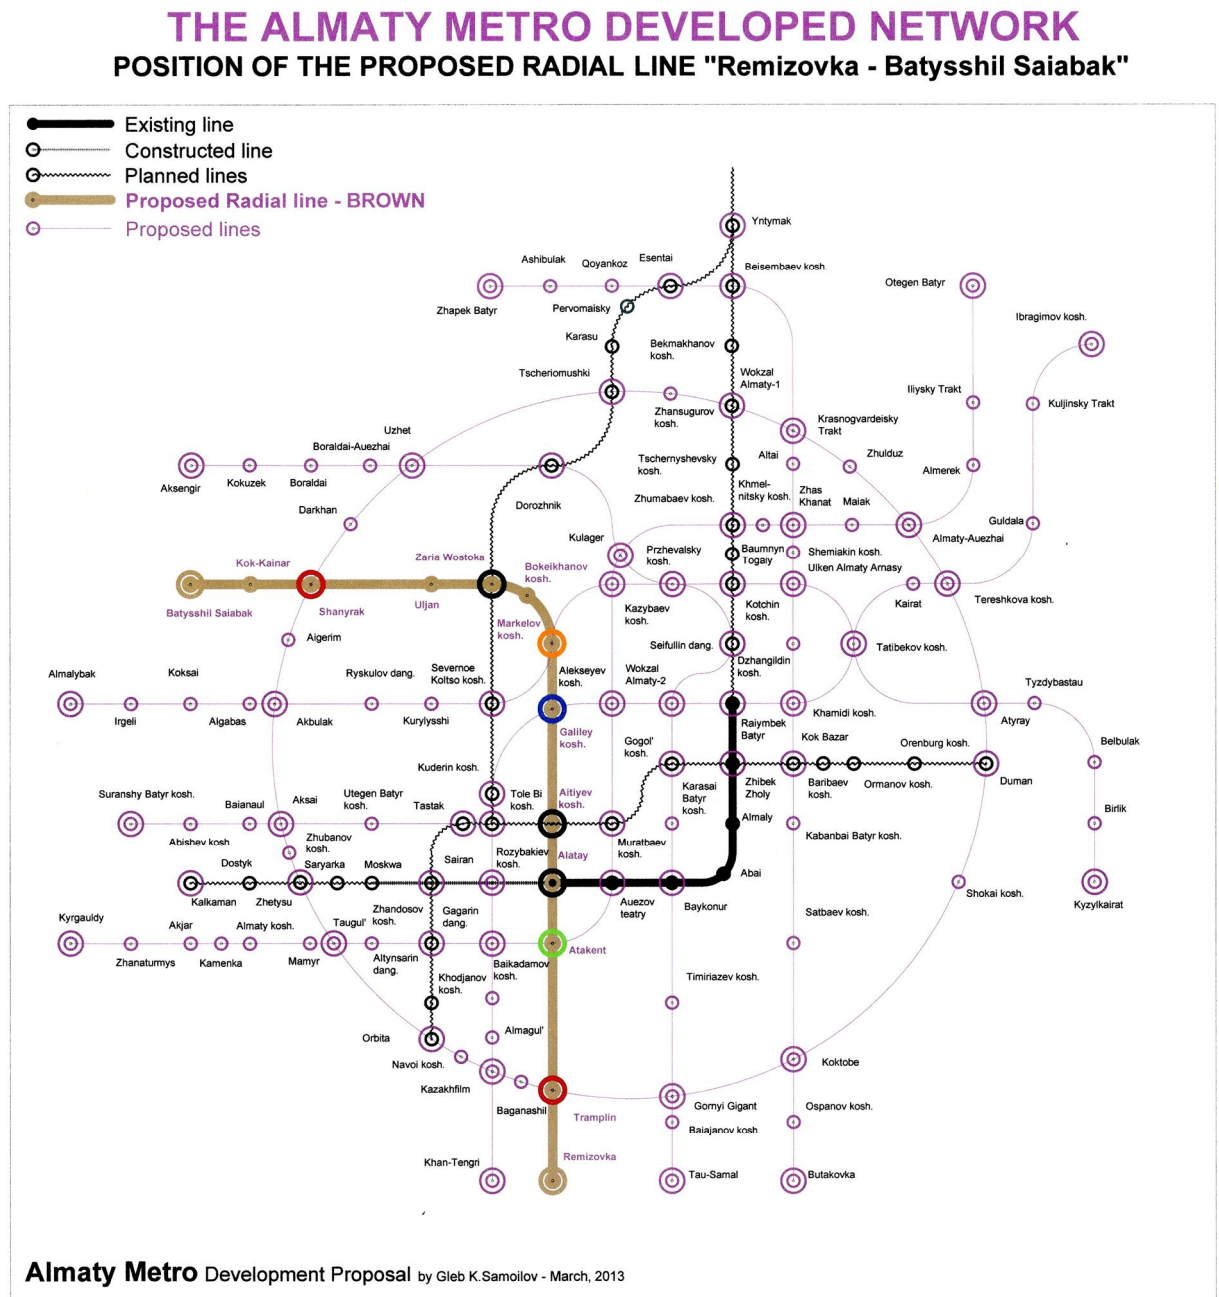 THE ALMATY METRO DEVELOPED NETWORK
POSITION OF THE PROPOSED RADIAL LINE "Remizovka - Batysshil Saiabak"
Existing line
Constructed line
Planned lines
Proposed Radial line - BROWN
Proposed lines
Yntymak
Ashibulak
Qoyankoz
Esentai
Beisembaev kosh.
Otegen Batyr
Zhapek Batyr
Pervomaisky
Ibragimov kosh.
Karasu
Bekmakhanov
kosh.
Tscheriomushki
Wokzal
Almaty-1
Iliysky Trakt
Kuljinsky Trakt
Zhansugurov
kosh.
Krasnogvardeisky
Trakt
Uzhet
Boraldai-Auezhai
Aksengir
Kokuzek
Boraldai
Tschernyshevsky
kosh.
Altai
Zhulduz
Almerek
Darkhan
Dorozhnik
Zhumabaev kosh.
Khmel-
nitsky kosh.
Zhas
Khanat
Maiak
Guldala
Almaty-Auezhai
Kulager
Przhevalsky
kosh.
Baumnyn
Togaiy
Shemiakin kosh.
Ulken Almaty Arnasy
Kok-Kainar
Zaria Wostoka
Bokeikhanov
kosh.
Batysshil Saiabak
Shanyrak
Uljan
Markelov
kosh.
Kazybaev
kosh.
Kotchin
kosh.
Kairat
Tereshkova kosh.
Aigerim
Seifullin dang.
Tatibekov kosh.
Almalybak
Koksai
Ryskulov dang.
Severnoe
Koltso kosh.
Alekseyev
kosh.
Wokzal
Almaty-2
Dzhangildin
kosh.
Tyzdybastau
Irgeli
Algabas
Akbulak
Kurylysshi
Galiley
kosh.
Raiymbek
Batyr
Khamidi kosh.
Atyray
Gogol'
kosh.
Kok Bazar
Orenburg kosh.
Belbulak
Kuderin kosh.
Suranshy Batyr kosh.
Baianaul
Aksai
Utegen Batyr
kosh.
Tastak
Tole Bi
kosh.
Aitiyev
kosh.
Karasai
Batyr
kosh.
Zhibek
Zholy
Baribaev
kosh.
Ormanov kosh.
Duman
Birlik
Almaly
Abishev kosh.
Zhubanov
kosh.
Rozybakiev
kosh.
Muratbaev
kosh.
Kabanbai Batyr kosh.
Dostyk
Saryarka
Moskwa
Sairan
Alatay
Abai
Kalkaman
Zhetysu
Zhandosov
kosh.
Gagarin
dang.
Auezov
teatry
Baykonur
Shokai kosh.
Kyzylkairat
Kyrgauldy
Akjar
Almaty kosh.
Taugul'
Satbaev kosh.
Zhanaturmys
Kamenka
Mamyr
Altynsarin
dang.
Baikadamov
kosh.
Atakent
Khodjanov
kosh.
Timiriazev kosh.
Orbita
Almagul'
Navoi kosh.
Koktobe
Kazakhfilm
Baganashil
Tramplin
Gornyi Gigant
Ospanov kosh.
Baiajanov kosh.
Khan-Tengri
Remizovka
Tau-Samal
Butakovka
Almaty Metro Development Proposal by Gleb K.Samoilov - March, 2013